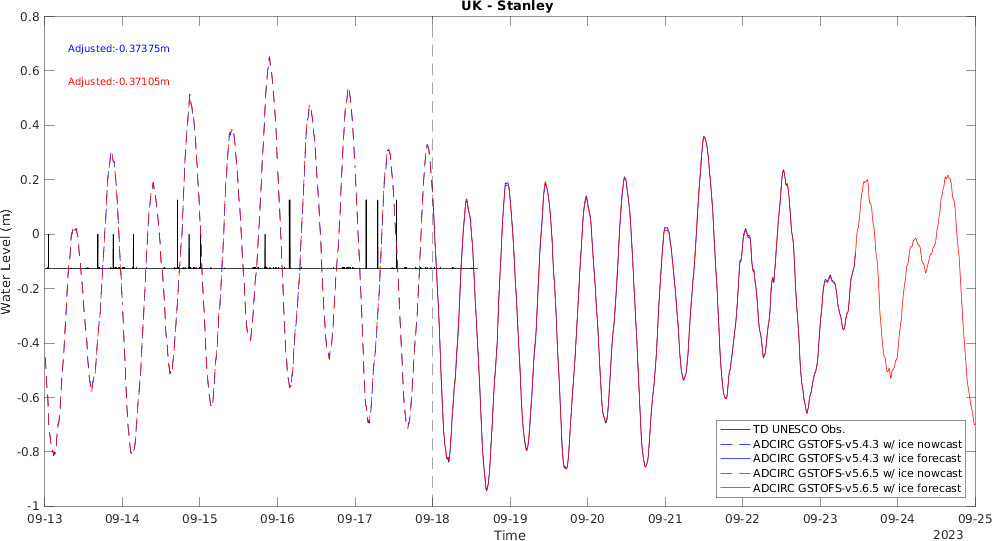 UK - Stanley
Adjusted:-0.37375m
Adjusted:-0.37105m
Water Level (m)
0.8
0.6
0.4
0.2
0
-0.2
-0.4
-0.6
-0.8
-1
TD UNESCO Obs.
ADCIRC GSTOFS-v5.4.3 w/ ice nowcast
ADCIRC GSTOFS-v5.4.3 w/ ice forecast
ADCIRC GSTOFS-v5.6.5 w/ ice nowcast
ADCIRC GSTOFS-v5.6.5 w/ ice forecast
09-13 09-14 09-15 09-16 09-17 09-18 09-19 09-20 09-21 09-22 09-23 09-24 09-25
Time
2023